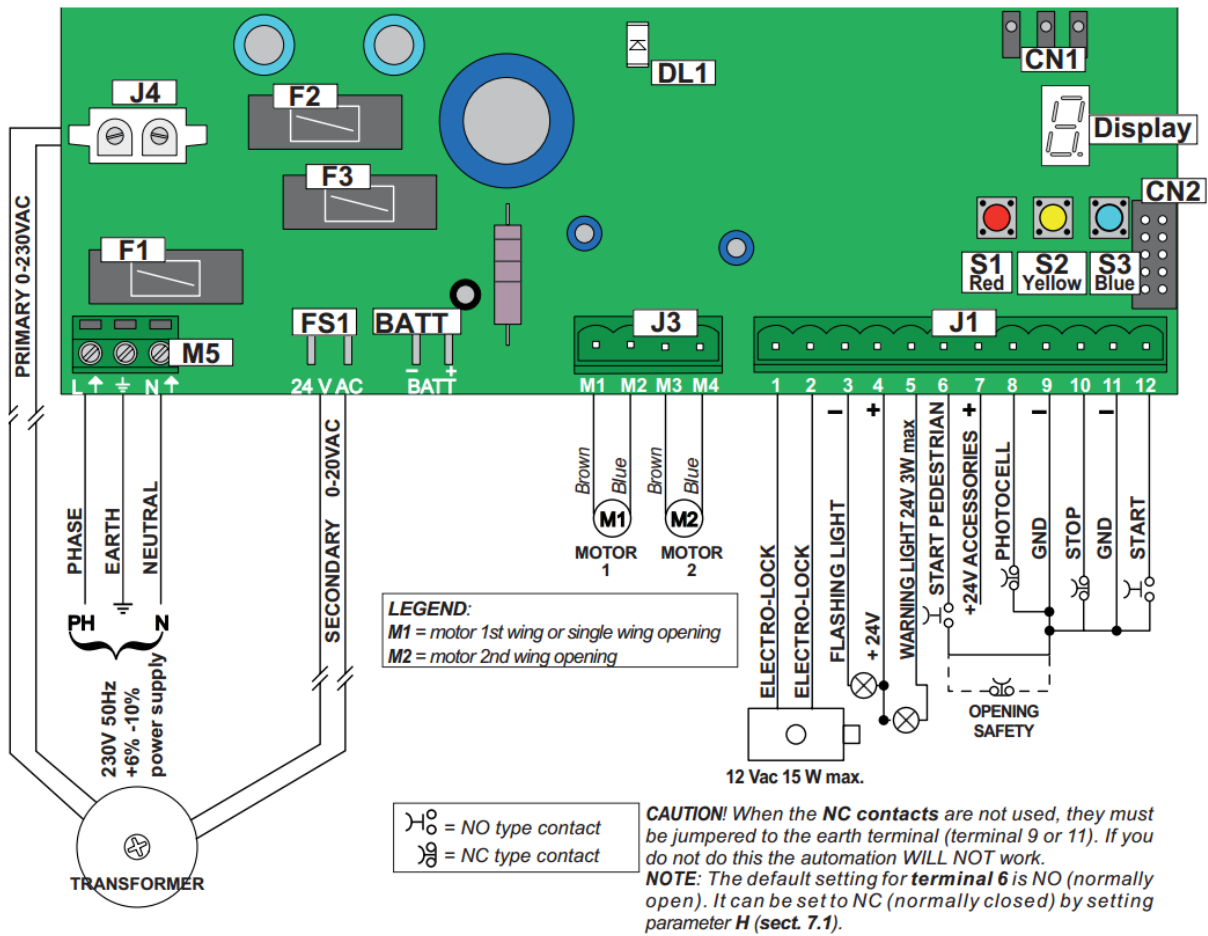 J4
F2
F3
F1
DL1
CN1
Display
CN2
S1
Red
S2
Yellow
S3
Blue
M5
FS1
BATT
J3
J1
L N
24 V AC
– +
BATT
M1 M2 M3 M4
1 2 3 4 5 6 7 8 9 10 11 12
– + + – –
PRIMARY 0-230VAC
PHASE
EARTH
NEUTRAL
PH N
230V 50Hz
+6% -10%
power supply
SECONDARY 0-20VAC
TRANSFORMER
Brown
Blue
Brown
Blue
M1
M2
MOTOR
1
MOTOR
2
ELECTRO-LOCK
ELECTRO-LOCK
FLASHING LIGHT
+ 24V
WARNING LIGHT 24V 3W max
START PEDESTRIAN
+24V ACCESSORIES
PHOTOCELL
GND
STOP
GND
START
OPENING
SAFETY
12 Vac 15 W max.
LEGEND:
M1 = motor 1st wing or single wing opening
M2 = motor 2nd wing opening
= NO type contact
= NC type contact
CAUTION! When the NC contacts are not used, they must
be jumpered to the earth terminal (terminal 9 or 11). If you
do not do this the automation WILL NOT work.
NOTE: The default setting for terminal 6 is NO (normally
open). It can be set to NC (normally closed) by setting
parameter H (sect. 7.1).